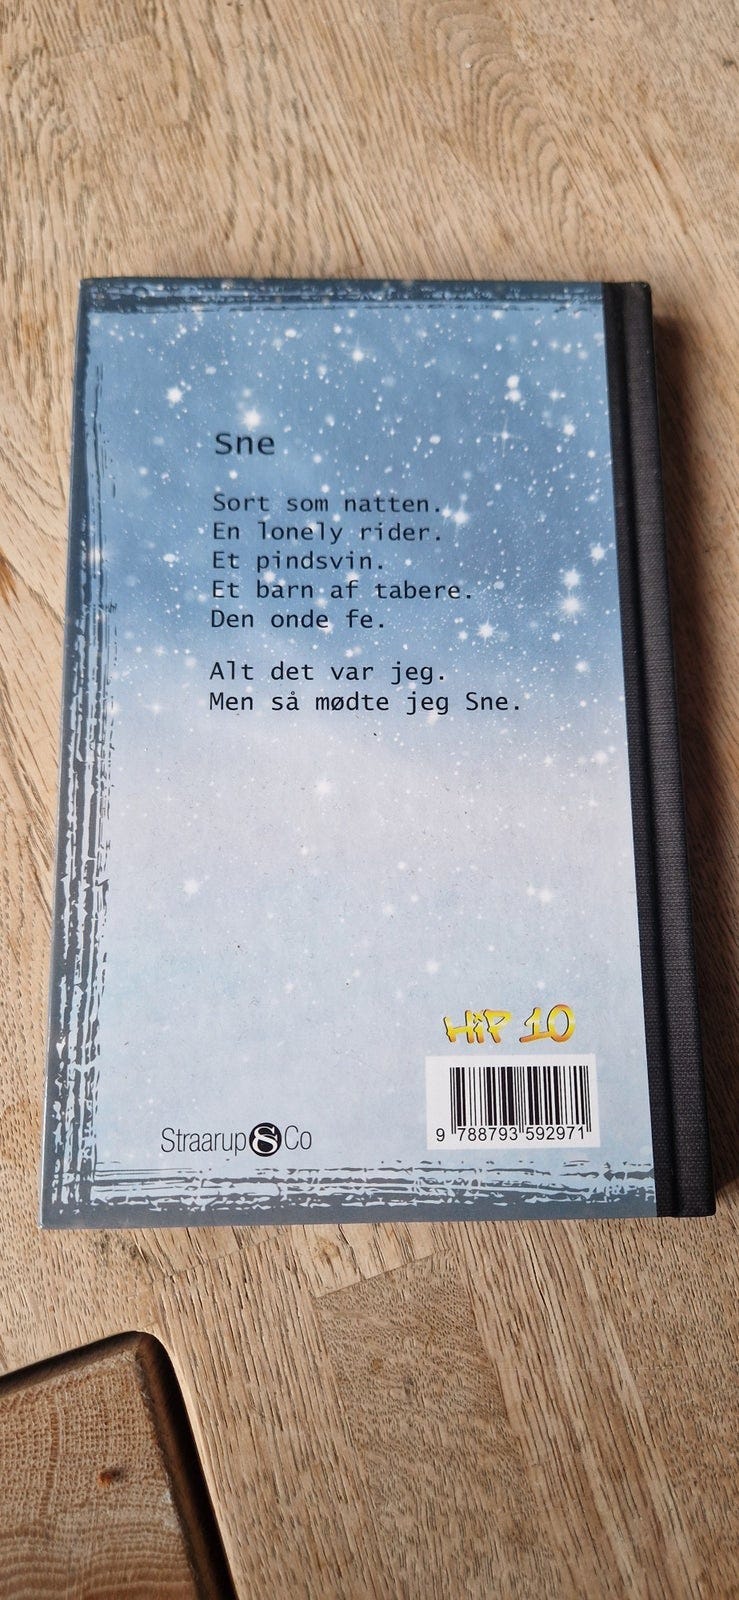 Sne
Sort som natten.
En lonely rider.
Et pindsvin.
Et barn af tabere.
Den onde fe.
Alt det var jeg.
Men så mødte jeg Sne.
HiP 10
9 788793 592971
Straarup & Co